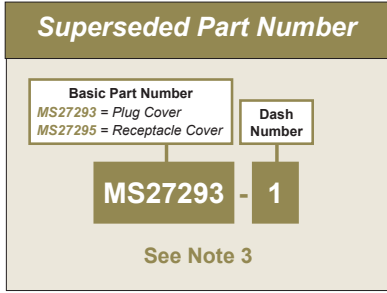 Superseded Part Number
Basic Part Number
MS27293 = Plug Cover
MS27295 = Receptacle Cover
Dash
Number
MS27293 - 1
See Note 3